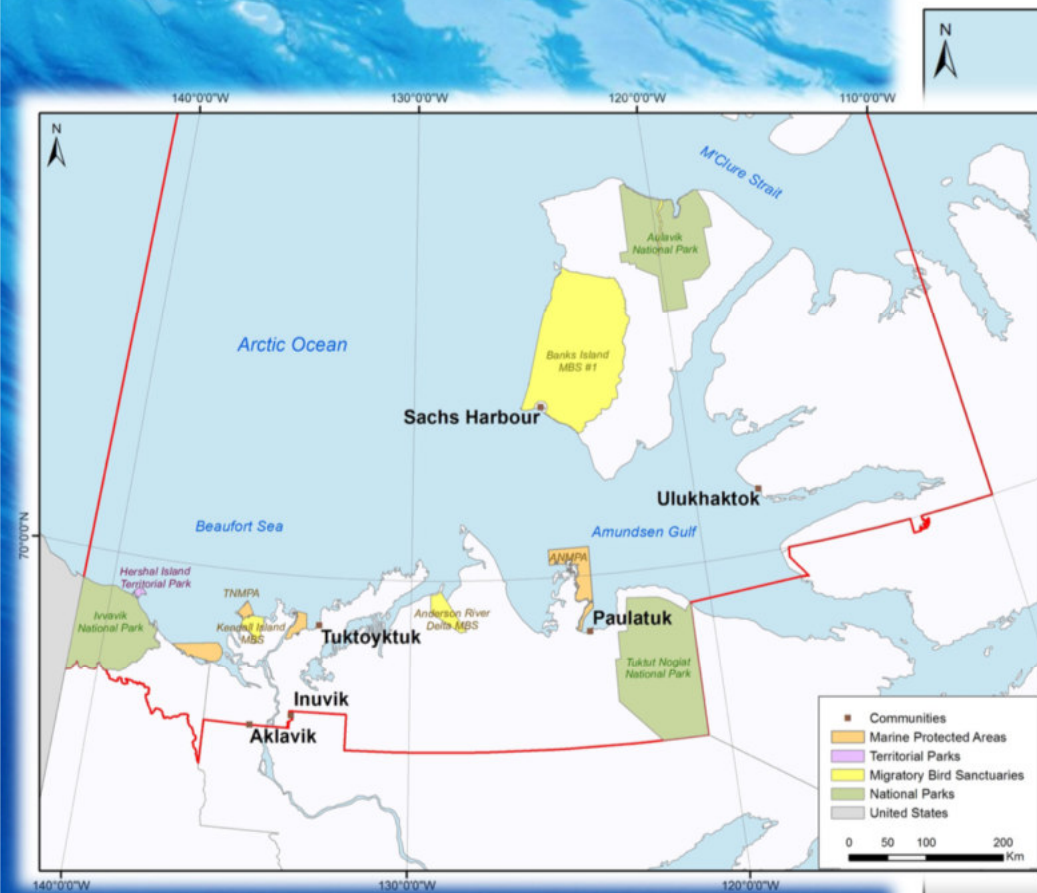 N
140°0'0"W
130°0'0"W
120°0'0"W
110°0'0"W
N
M'Clure Strait
Aulavik
National Park
Arctic Ocean
Banks Island
MBS #1
Sachs Harbour
Ulukhaktok
70°0'0"N
Beaufort Sea
Amundsen Gulf
ANMPA
Hershal Island
Territorial Park
TNMPA
Ivvavik
National Park
Kendall Island
MBS
Anderson River
Delta MBS
Paulatuk
Tuktoyktuk
Tuktut Nogiat
National Park
Inuvik
Aklavik
Communities
Marine Protected Areas
Territorial Parks
Migratory Bird Sanctuaries
National Parks
United States
0 50 100 200
Km
140°0'0"W
130°0'0"W
120°0'0"W